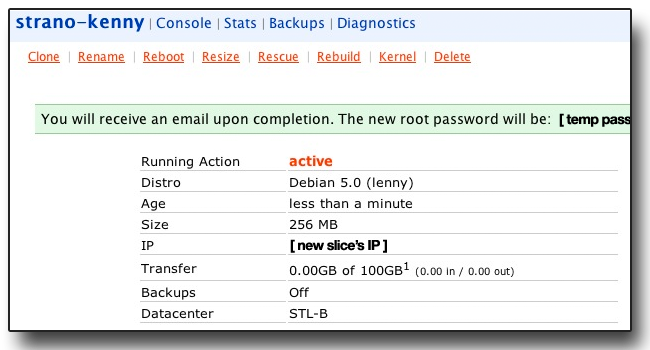 strano-kenny | Console | Stats | Backups | Diagnostics
Clone | Rename | Reboot | Resize | Rescue | Rebuild | Kernel | Delete
You will receive an email upon completion. The new root password will be: [ temp pass
Running Action active
Distro Debian 5.0 (lenny)
Age less than a minute
Size 256 MB
IP [ new slice's IP ]
Transfer 0.00GB of 100GB¹ (0.00 in / 0.00 out)
Backups Off
Datacenter STL-B